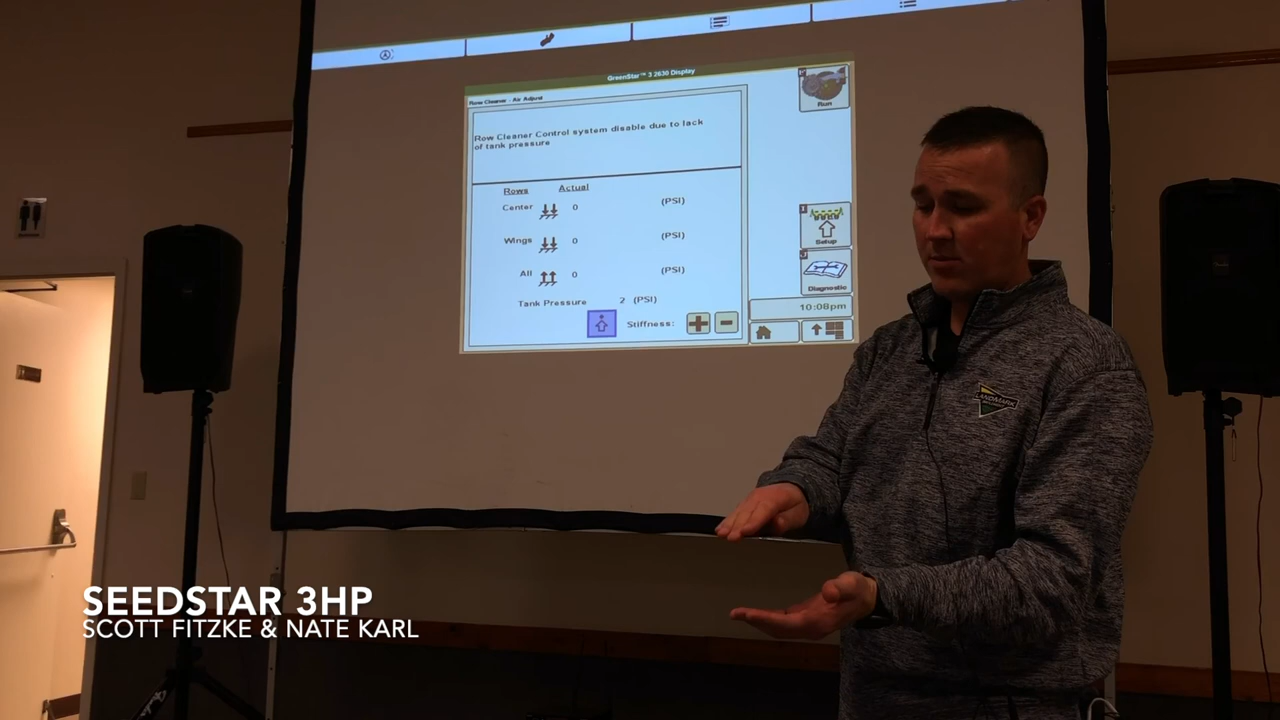 GreenStar™ 3 2630 Display
Row Cleaner - Air Adjust
Run
Row Cleaner Control system disable due to lack
of tank pressure
Rows Actual
Center 0 (PSI)
Wings 0 (PSI)
All 0 (PSI)
Tank Pressure 2 (PSI)
Stiffness:
Setup
Diagnostic
10:08pm
LANDMARK
SEEDSTAR 3HP
SCOTT FITZKE & NATE KARL